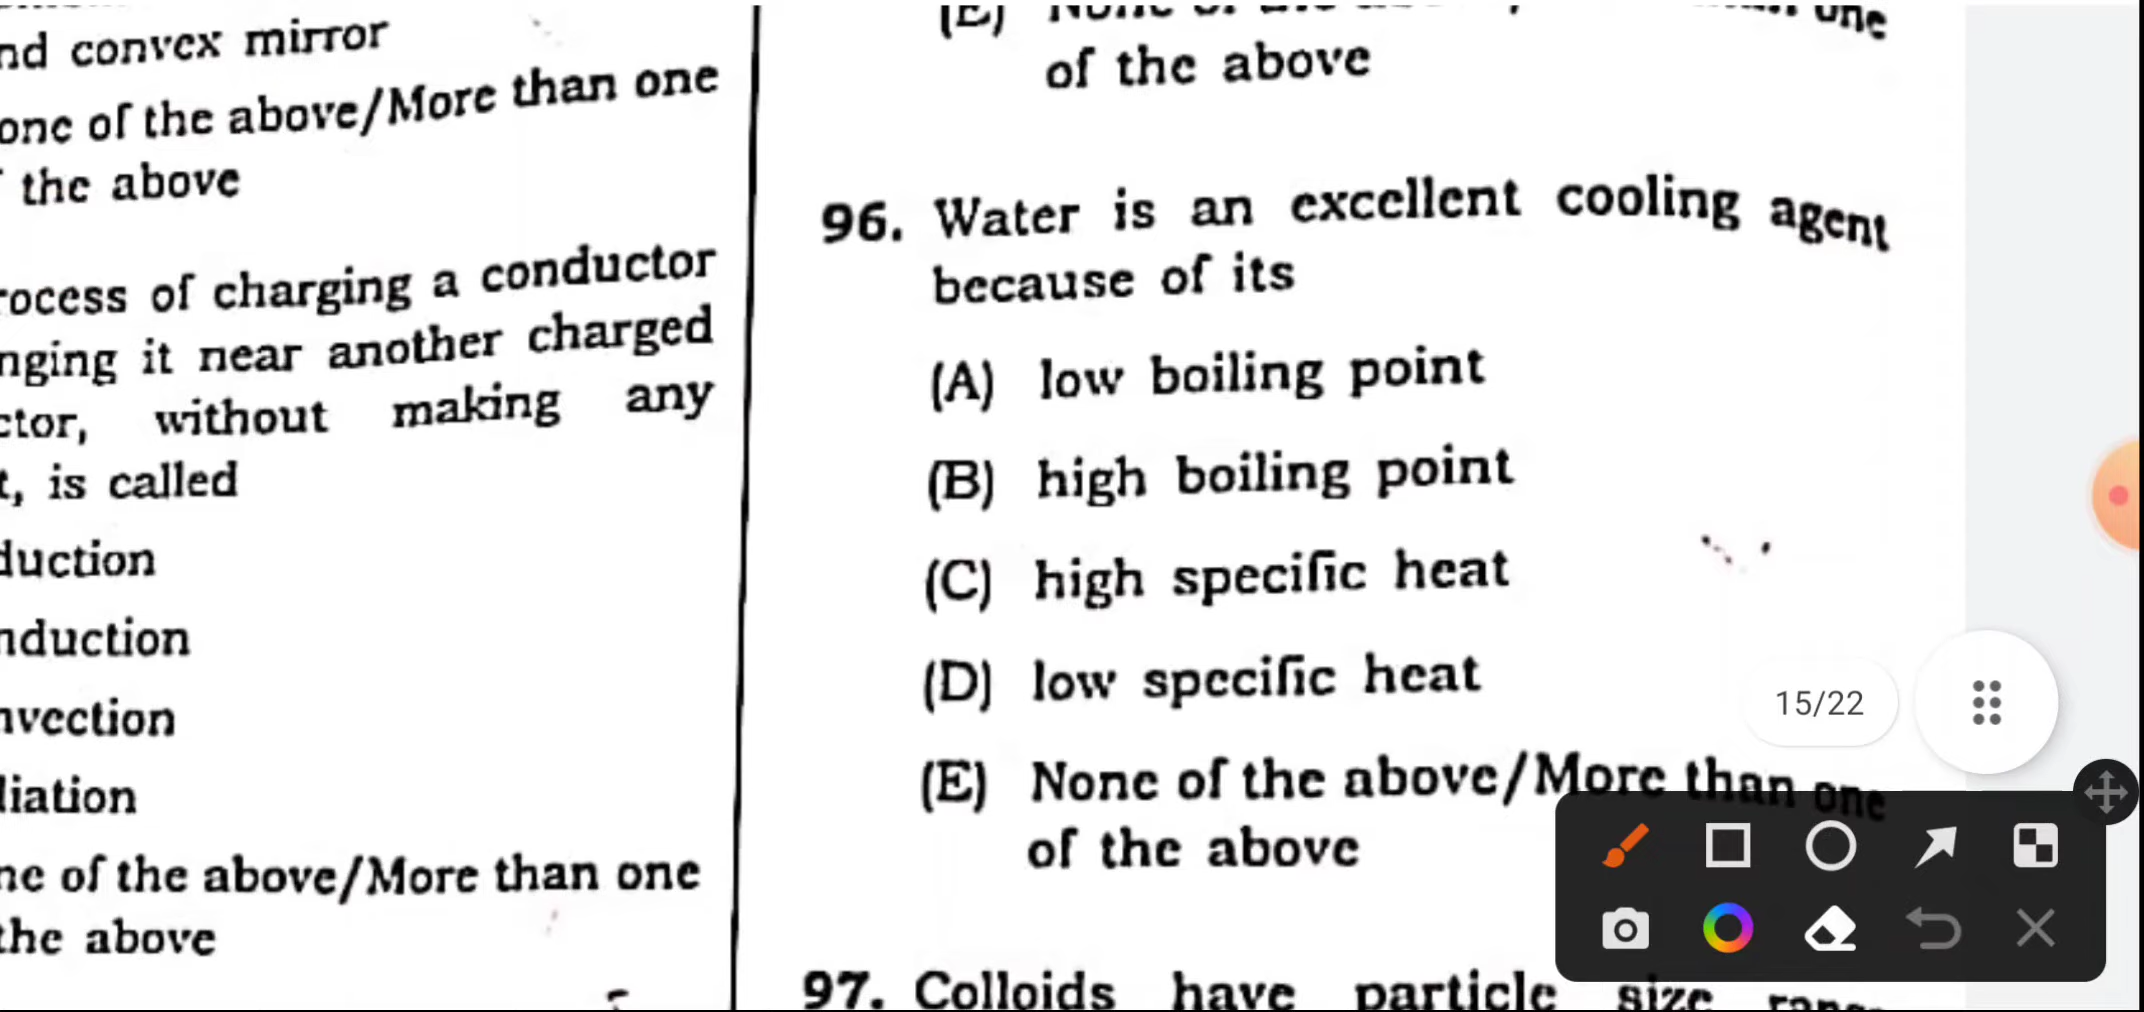 nd convex mirror
one of the above/More than one
the above
rocess of charging a conductor
nging it near another charged
ctor, without making any
t, is called
duction
nduction
nvection
liation
ne of the above/More than one
the above
(E) None one
of the above
96. Water is an excellent cooling agent
because of its
(A) low boiling point
(B) high boiling point
(C) high specific heat
(D) low specific heat
(E) None of the above/More than one
of the above
97. Colloids have particle size
15/22